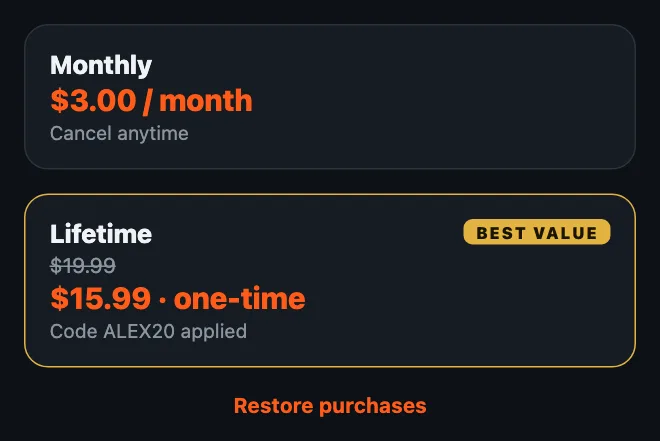 Monthly
$3.00 / month
Cancel anytime
Lifetime
BEST VALUE
$19.99
$15.99 · one-time
Code ALEX20 applied
Restore purchases